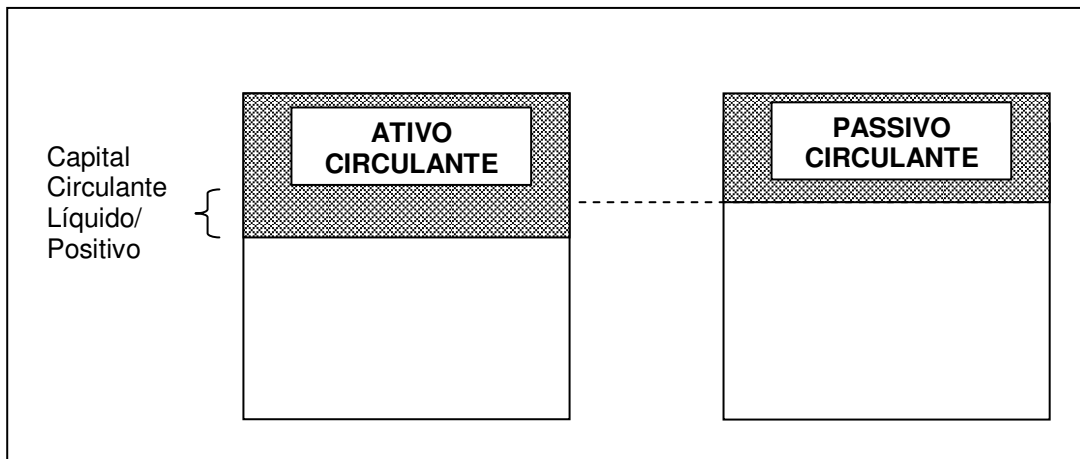 Capital
Circulante
Líquido/
Positivo
ATIVO
CIRCULANTE
PASSIVO
CIRCULANTE